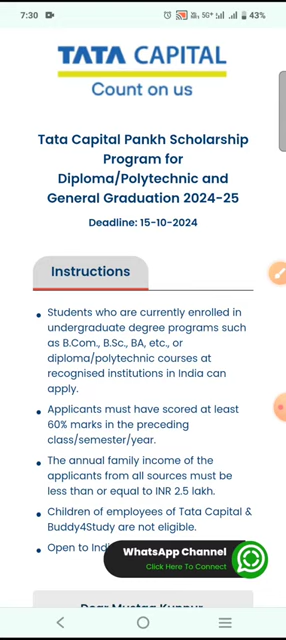 7:30 5G+ 43%
TATA CAPITAL
Count on us
Tata Capital Pankh Scholarship
Program for
Diploma/Polytechnic and
General Graduation 2024-25
Deadline: 15-10-2024
Instructions
• Students who are currently enrolled in
undergraduate degree programs such
as B.Com., B.Sc., BA, etc., or
diploma/polytechnic courses at
recognised institutions in India can
apply.
• Applicants must have scored at least
60% marks in the preceding
class/semester/year.
• The annual family income of the
applicants from all sources must be
less than or equal to INR 2.5 lakh.
• Children of employees of Tata Capital &
Buddy4Study are not eligible.
• Open to Indi
WhatsApp Channel
Click Here To Connect